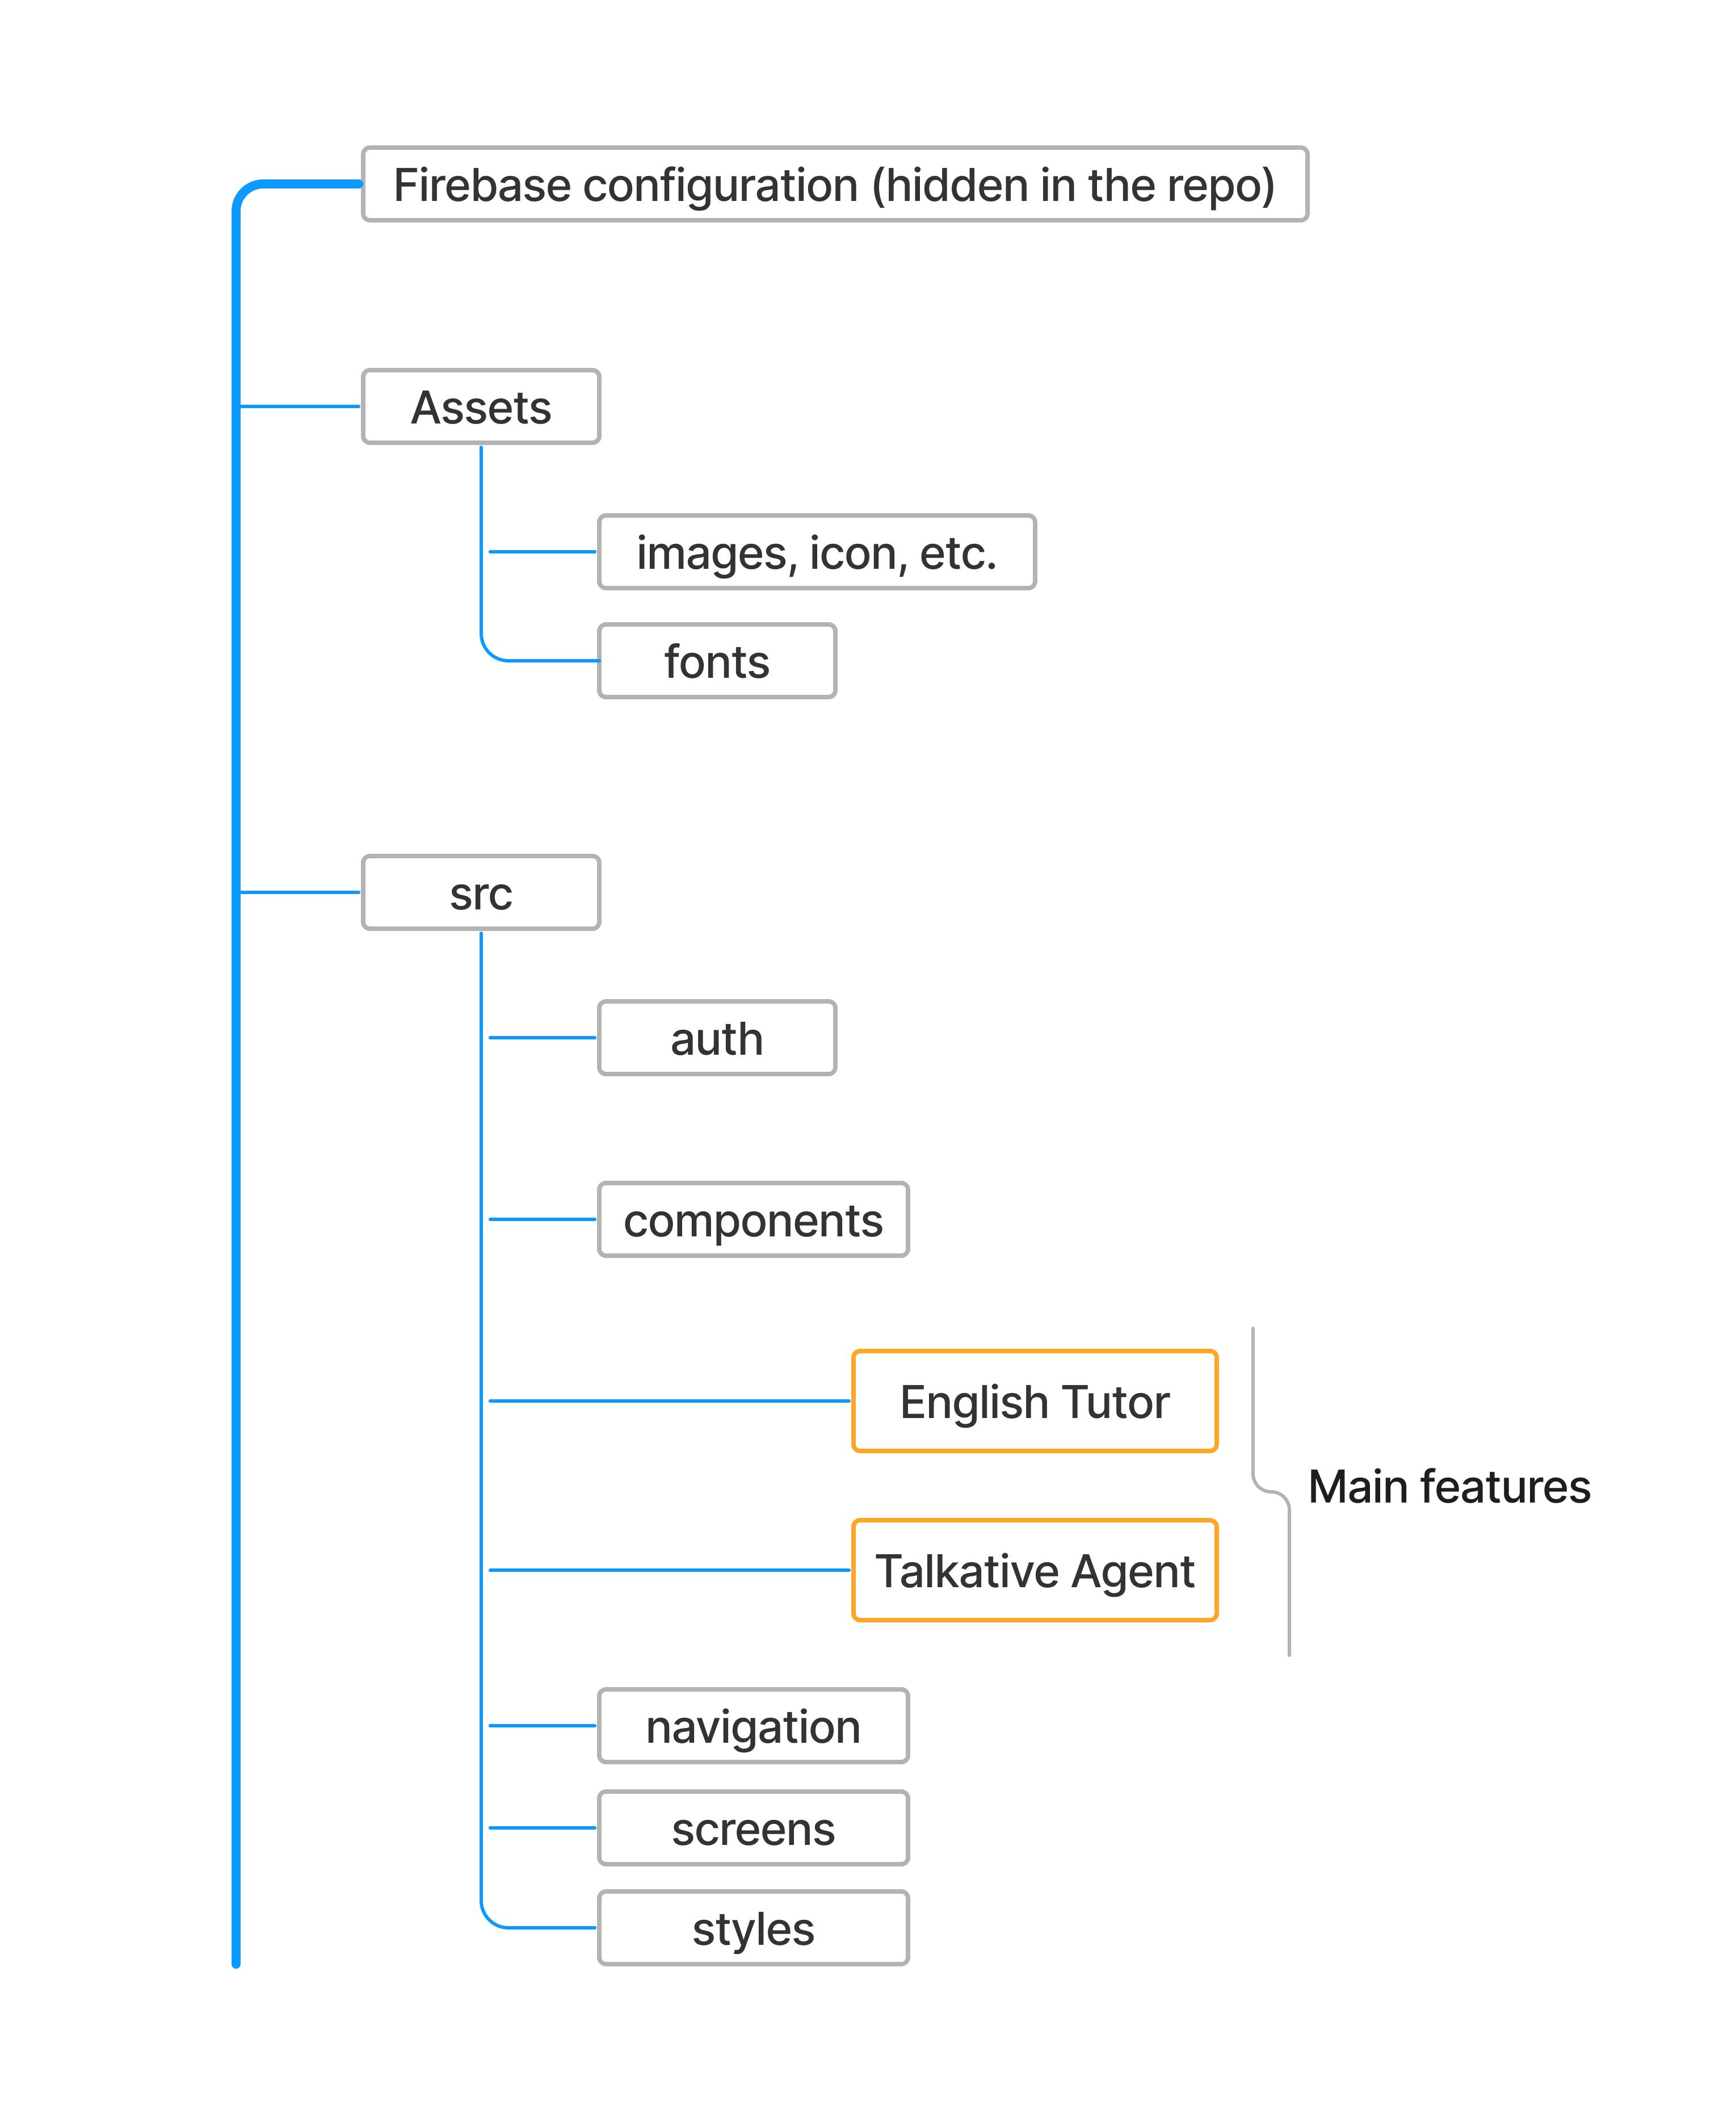 Firebase configuration (hidden in the repo)
Assets
images, icon, etc.
fonts
src
auth
components
English Tutor
Main features
Talkative Agent
navigation
screens
styles